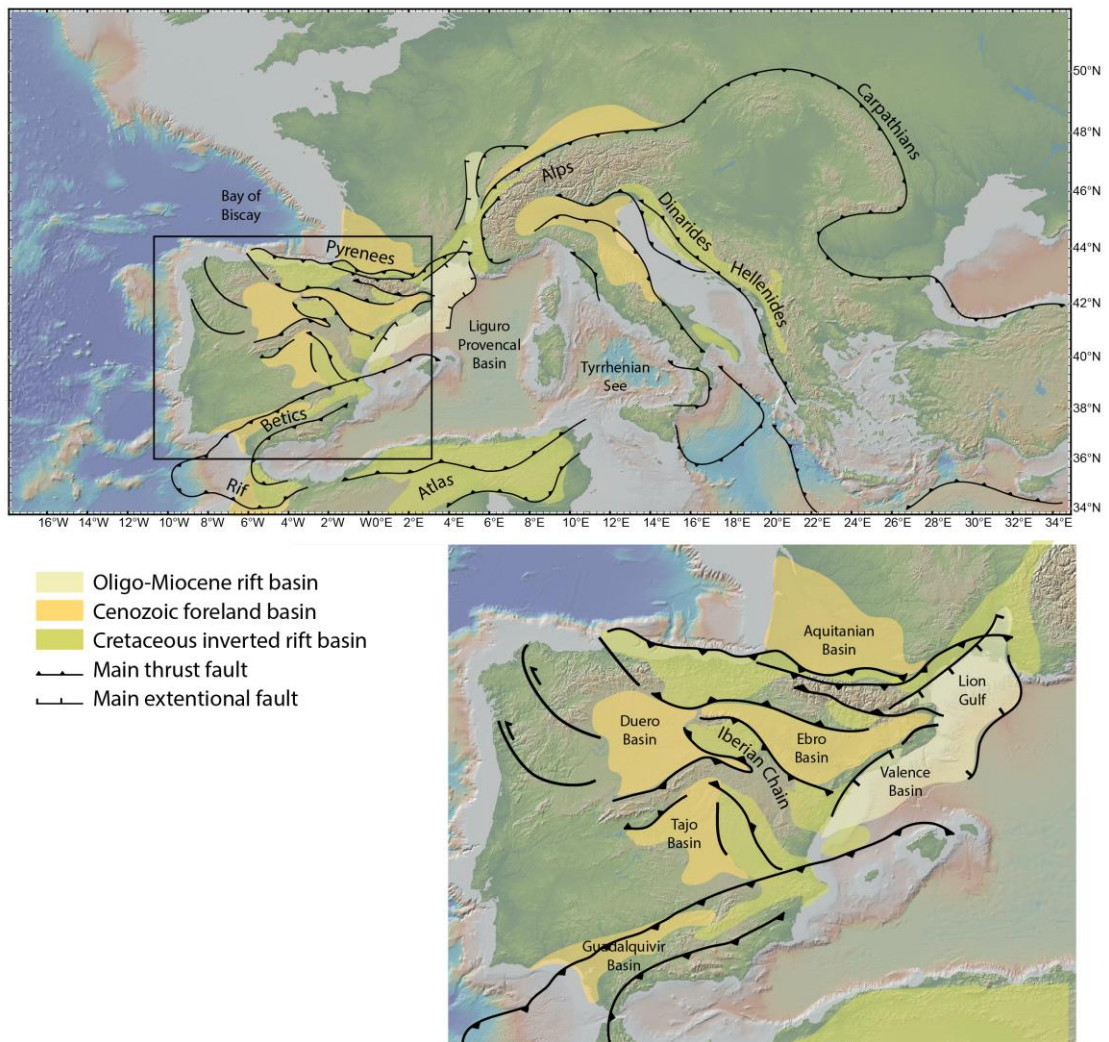 50°N
Carpathians
48°N
Alps
46°N
Bay of
Biscay
Dinarides
44°N
Pyrenees
Hellenides
42°N
Liguro
Provencal
Basin
40°N
Tyrrhenian
See
38°N
Betics
36°N
Rif
Atlas
34°N
16°W 14°W 12°W 10°W 8°W 6°W 4°W 2°W W0°E 2°E 4°E 6°E 8°E 10°E 12°E 14°E 16°E 18°E 20°E 22°E 24°E 26°E 28°E 30°E 32°E 34°E
Oligo-Miocene rift basin
Cenozoic foreland basin
Cretaceous inverted rift basin
Main thrust fault
Main extentional fault
Aquitanian
Basin
Lion
Gulf
Duero
Basin
Iberian Chain
Ebro
Basin
Valence
Basin
Tajo
Basin
Guadalquivir
Basin